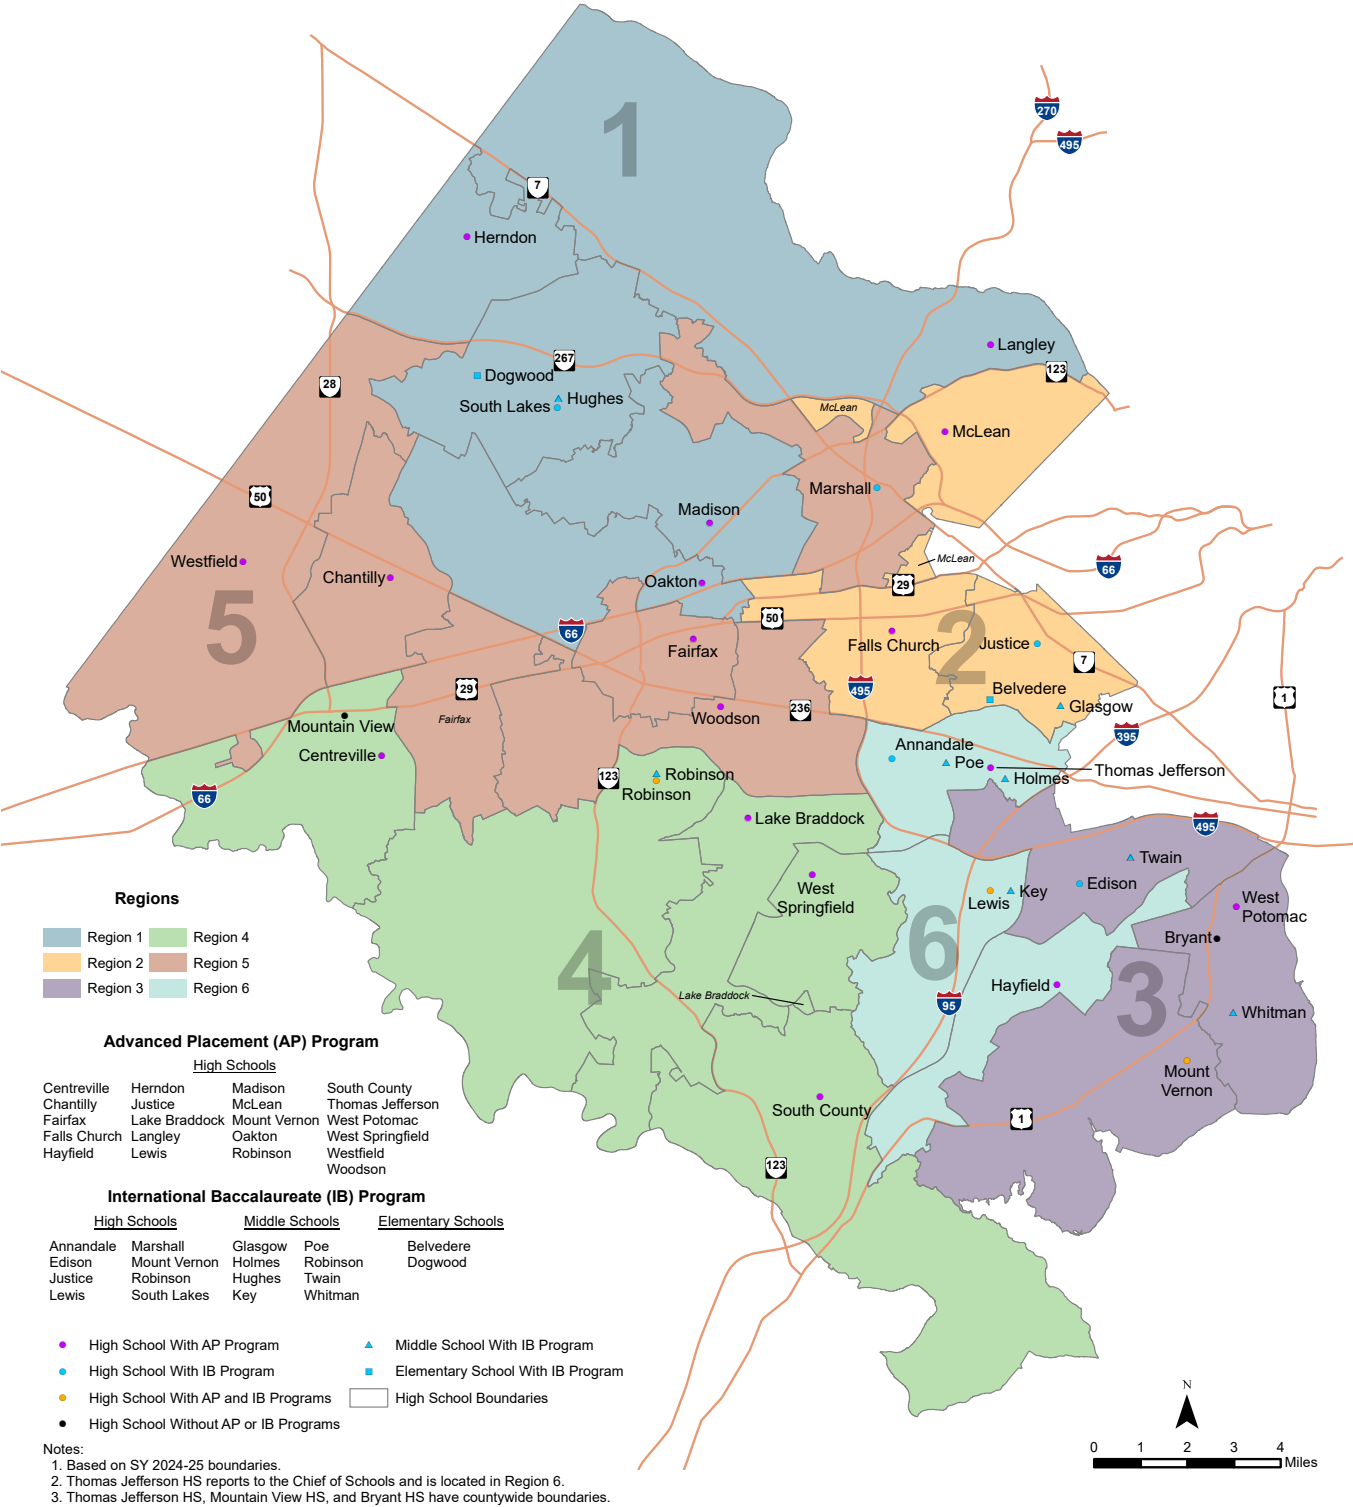 270
495
1
7
Herndon
Langley
123
267
Dogwood
28
Hughes
South Lakes
McLean
McLean
Marshall
50
Madison
McLean
Westfield
66
Chantilly
Oakton
29
5
50
66
2
Falls Church
Justice
Fairfax
7
495
29
Belvedere
1
Glasgow
Woodson
236
Fairfax
Mountain View
395
Annandale
Centreville
Poe
Thomas Jefferson
123
Robinson
Holmes
Robinson
66
Lake Braddock
495
Twain
West
Springfield
Edison
Key
Lewis
West
Potomac
6
Bryant
4
Hayfield
3
Lake Braddock
95
Whitman
Mount
Vernon
South County
1
123
Regions
Region 1 Region 4
Region 2 Region 5
Region 3 Region 6
Advanced Placement (AP) Program
High Schools
Centreville Herndon Madison South County
Chantilly Justice McLean Thomas Jefferson
Fairfax Lake Braddock Mount Vernon West Potomac
Falls Church Langley Oakton West Springfield
Hayfield Lewis Robinson Westfield
Woodson
International Baccalaureate (IB) Program
High Schools Middle Schools Elementary Schools
Annandale Marshall Glasgow Poe Belvedere
Edison Mount Vernon Holmes Robinson Dogwood
Justice Robinson Hughes Twain
Lewis South Lakes Key Whitman
High School With AP Program Middle School With IB Program
High School With IB Program Elementary School With IB Program
High School With AP and IB Programs High School Boundaries
High School Without AP or IB Programs
N
0 1 2 3 4
Miles
Notes:
1. Based on SY 2024-25 boundaries.
2. Thomas Jefferson HS reports to the Chief of Schools and is located in Region 6.
3. Thomas Jefferson HS, Mountain View HS, and Bryant HS have countywide boundaries.